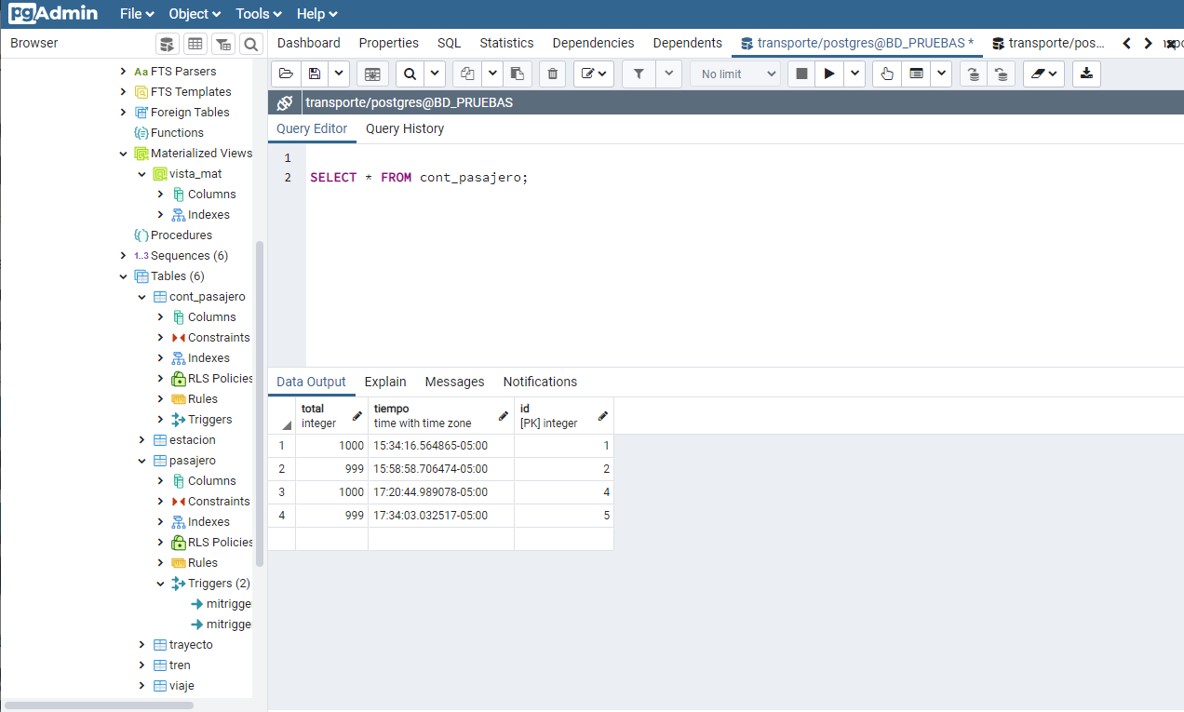 pgAdmin File Object Tools Help
Browser
Dashboard Properties SQL Statistics Dependencies Dependents transporte/postgres@BD_PRUEBAS * transporte/pos...
No limit
transporte/postgres@BD_PRUEBAS
Query Editor Query History
1
2 SELECT * FROM cont_pasajero;
Aa FTS Parsers
FTS Templates
Foreign Tables
Functions
Materialized Views
vista_mat
Columns
Indexes
Procedures
1..3 Sequences (6)
Tables (6)
cont_pasajero
Columns
Constraints
Indexes
RLS Policies
Rules
Triggers
estacion
pasajero
Columns
Constraints
Indexes
RLS Policies
Rules
Triggers (2)
mitrigge
mitrigge
trayecto
tren
viaje
Data Output Explain Messages Notifications
total tiempo id
integer time with time zone [PK] integer
1 1000 15:34:16.564865-05:00 1
2 999 15:58:58.706474-05:00 2
3 1000 17:20:44.989078-05:00 4
4 999 17:34:03.032517-05:00 5